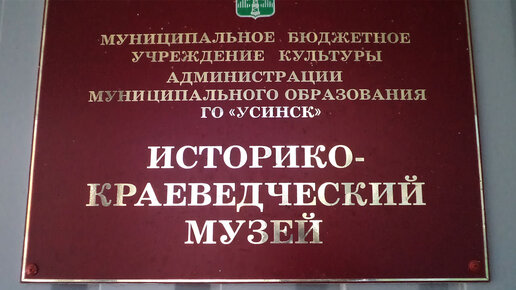 МУНИЦИПАЛЬНОЕ БЮДЖЕТНОЕ
УЧРЕЖДЕНИЕ КУЛЬТУРЫ
АДМИНИСТРАЦИИ
МУНИЦИПАЛЬНОГО ОБРАЗОВАНИЯ
ГО «УСИНСК»
ИСТОРИКО-
КРАЕВЕДЧЕСКИЙ
МУЗЕЙ